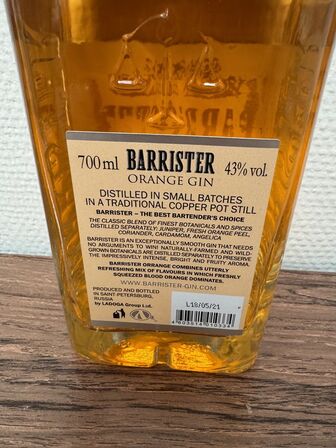 700 ml BARRISTER 43% vol.
ORANGE GIN
DISTILLED IN SMALL BATCHES
IN A TRADITIONAL COPPER POT STILL
BARRISTER – THE BEST BARTENDER'S CHOICE
THE CLASSIC BLEND OF FINEST BOTANICALS AND SPICES
DISTILLED SEPARATELY: JUNIPER, FRESH ORANGE PEEL,
CORIANDER, CARDAMOM, ANGELICA
BARRISTER IS AN EXCEPTIONALLY SMOOTH GIN THAT NEEDS
NO ARGUMENTS TO WIN! NATURALLY FARMED AND WILD-
GROWN BOTANICALS ARE DISTILLED SEPARATELY TO PRESERVE
THE IMPRESSIVELY INTENSE, BRIGHT AND FRUITY AROMA.
BARRISTER ORRANGE COMBINES UTTERLY
REFRESHING MIX OF FLAVOURS IN WHICH FRESHLY
SQUEEZED BLOOD ORANGE DOMINATES.
WWW.BARRISTER-GIN.COM
PRODUCED AND BOTTLED
IN SAINT-PETERSBURG,
RUSSIA
by LADOGA Group Ltd.
L18/05/21
4603514010334